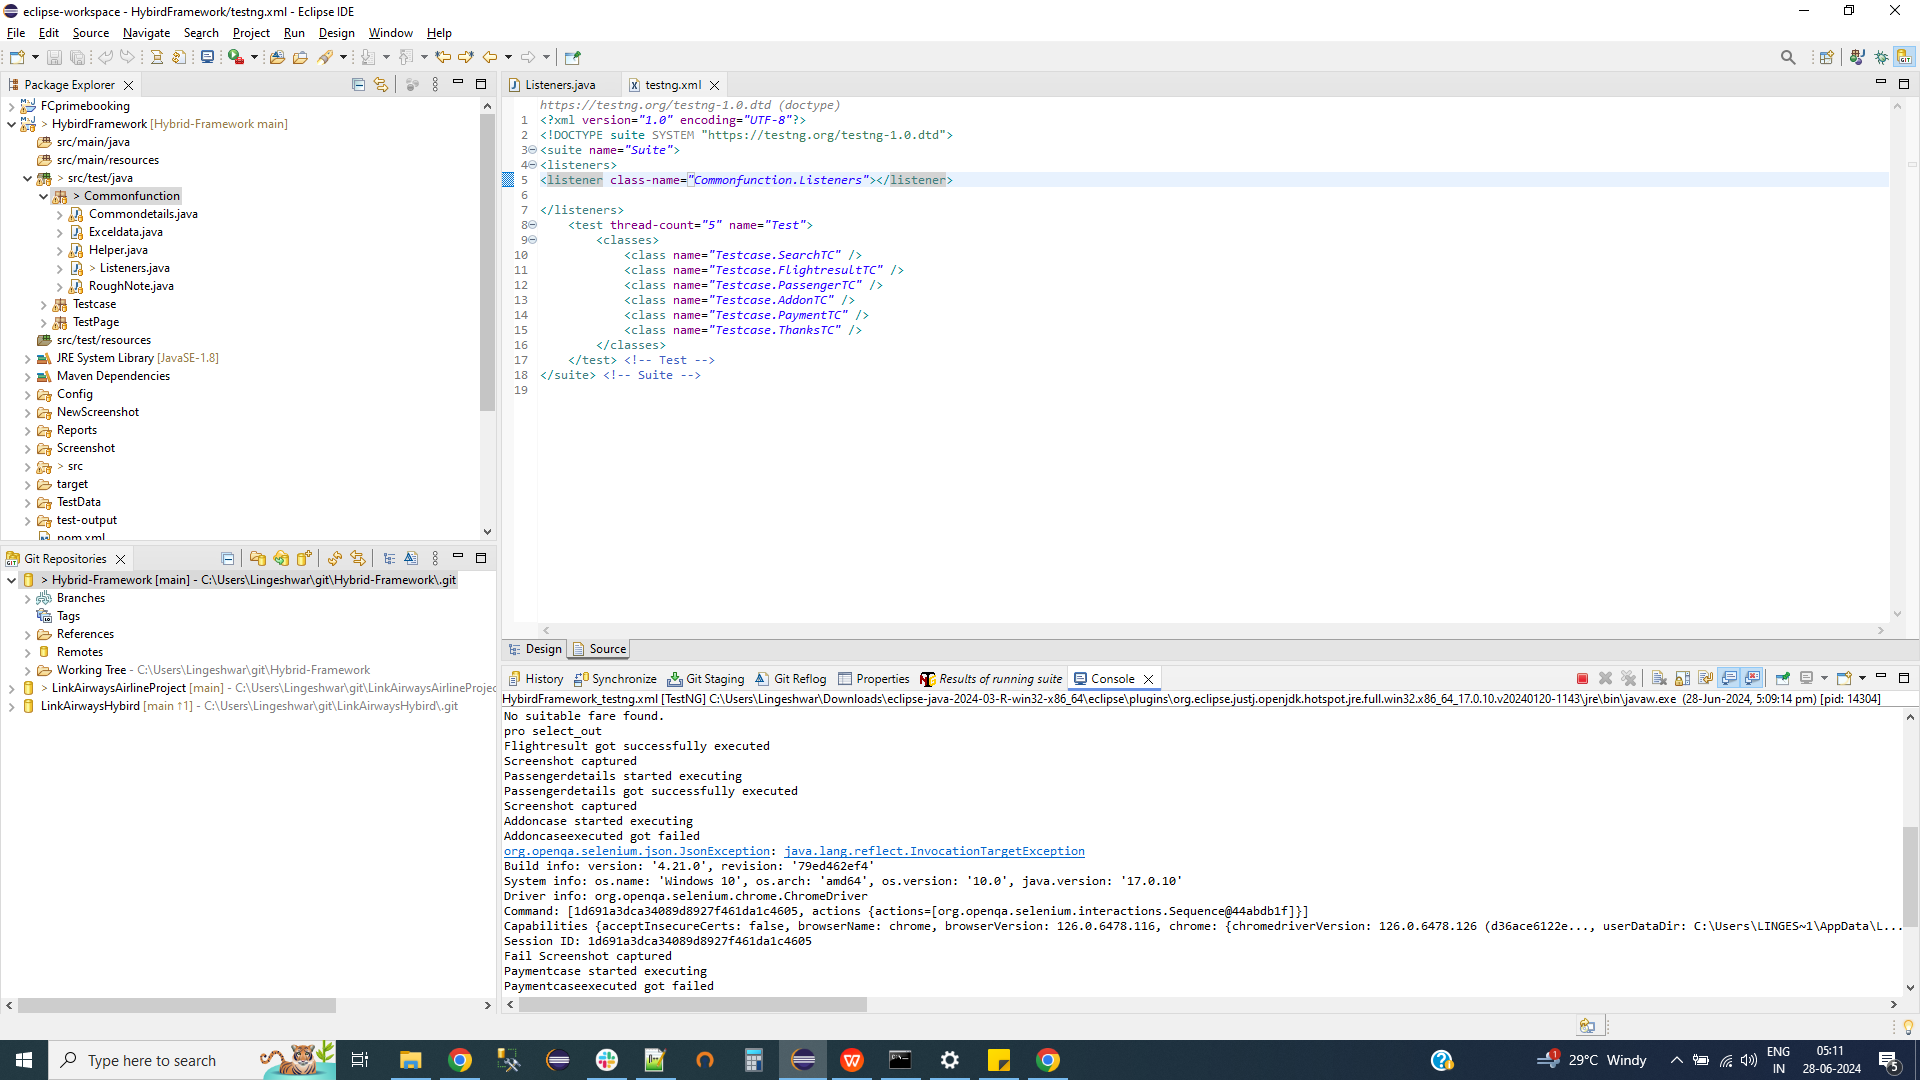 eclipse-workspace - HybirdFramework/testng.xml - Eclipse IDE
File Edit Source Navigate Search Project Run Design Window Help
Package Explorer
FCprimebooking
> HybirdFramework [Hybrid-Framework main]
src/main/java
src/main/resources
> src/test/java
> Commonfunction
Commondetails.java
Exceldata.java
Helper.java
> Listeners.java
RoughNote.java
Testcase
TestPage
src/test/resources
JRE System Library [JavaSE-1.8]
Maven Dependencies
Config
NewScreenshot
Reports
Screenshot
> src
target
TestData
test-output
pom.xml
Git Repositories
> Hybrid-Framework [main] - C:\Users\Lingeshwar\git\Hybrid-Framework\.git
Branches
Tags
References
Remotes
Working Tree - C:\Users\Lingeshwar\git\Hybrid-Framework
> LinkAirwaysAirlineProject [main] - C:\Users\Lingeshwar\git\LinkAirwaysAirlineProjec
LinkAirwaysHybird [main ↑1] - C:\Users\Lingeshwar\git\LinkAirwaysHybird\.git
Listeners.java testng.xml
https://testng.org/testng-1.0.dtd (doctype)
1 <?xml version="1.0" encoding="UTF-8"?>
2 <!DOCTYPE suite SYSTEM "https://testng.org/testng-1.0.dtd">
3 <suite name="Suite">
4 <listeners>
5 <listener class-name="Commonfunction.Listeners"></listener>
6
7 </listeners>
8 <test thread-count="5" name="Test">
9 <classes>
10 <class name="Testcase.SearchTC" />
11 <class name="Testcase.FlightresultTC" />
12 <class name="Testcase.PassengerTC" />
13 <class name="Testcase.AddonTC" />
14 <class name="Testcase.PaymentTC" />
15 <class name="Testcase.ThanksTC" />
16 </classes>
17 </test> <!-- Test -->
18 </suite> <!-- Suite -->
19
Design Source
History Synchronize Git Staging Git Reflog Properties Results of running suite Console
HybirdFramework_testng.xml [TestNG] C:\Users\Lingeshwar\Downloads\eclipse-java-2024-03-R-win32-x86_64\eclipse\plugins\org.eclipse.justj.openjdk.hotspot.jre.full.win32.x86_64_17.0.10.v20240120-1143\jre\bin\javaw.exe (28-Jun-2024, 5:09:14 pm) [pid: 14304]
No suitable fare found.
pro select_out
Flightresult got successfully executed
Screenshot captured
Passengerdetails started executing
Passengerdetails got successfully executed
Screenshot captured
Addoncase started executing
Addoncaseexecuted got failed
org.openqa.selenium.json.JsonException: java.lang.reflect.InvocationTargetException
Build info: version: '4.21.0', revision: '79ed462ef4'
System info: os.name: 'Windows 10', os.arch: 'amd64', os.version: '10.0', java.version: '17.0.10'
Driver info: org.openqa.selenium.chrome.ChromeDriver
Command: [1d691a3dca34089d8927f461da1c4605, actions {actions=[org.openqa.selenium.interactions.Sequence@44abdb1f]}]
Capabilities {acceptInsecureCerts: false, browserName: chrome, browserVersion: 126.0.6478.116, chrome: {chromedriverVersion: 126.0.6478.126 (d36ace6122e..., userDataDir: C:\Users\LINGES~1\AppData\L...
Session ID: 1d691a3dca34089d8927f461da1c4605
Fail Screenshot captured
Paymentcase started executing
Paymentcaseexecuted got failed
Type here to search
29°C Windy
ENG
IN
05:11
28-06-2024
5